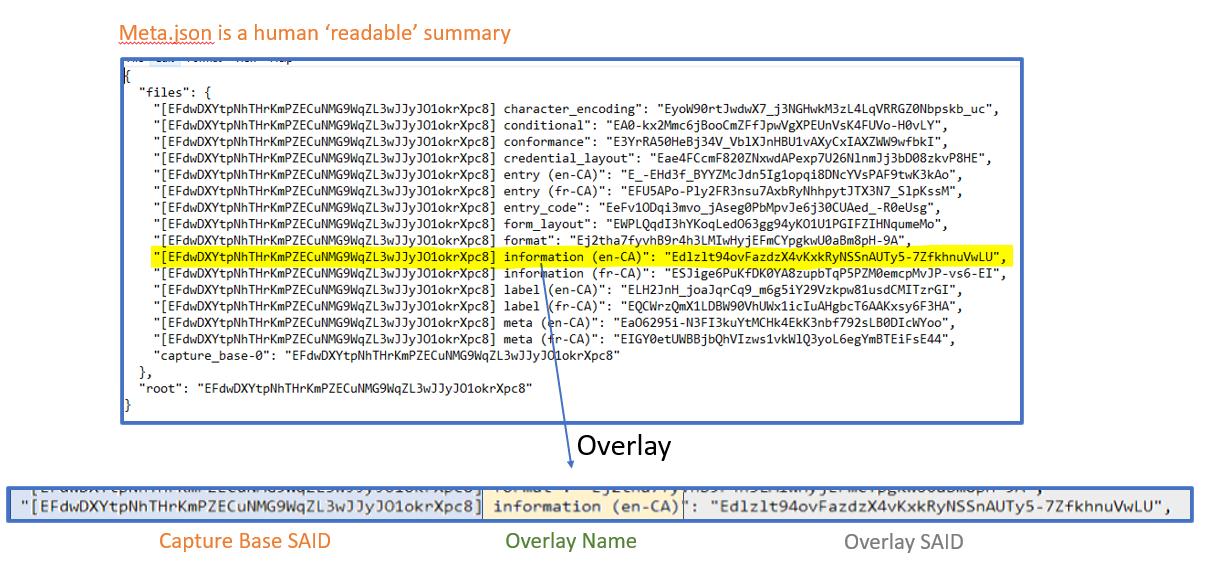 Meta.json is a human ‘readable’ summary
{
"files": {
"[EFdwDXYtpNhTHrKmPZECuNMG9WqZL3wJJyJO1okrXpc8] character_encoding": "EyoW90rtJwdwX7_j3NGHwkM3zL4LqVRRGZ0Nbpskb_uc",
"[EFdwDXYtpNhTHrKmPZECuNMG9WqZL3wJJyJO1okrXpc8] conditional": "EA0-kx2Mmc6jBooCmZFfJpwVgXPEUnVsK4FUVo-H0vLY",
"[EFdwDXYtpNhTHrKmPZECuNMG9WqZL3wJJyJO1okrXpc8] conformance": "E3YrRA50HeBj34V_VblXJnHBU1vAXyCxIAXZWW9wfbkI",
"[EFdwDXYtpNhTHrKmPZECuNMG9WqZL3wJJyJO1okrXpc8] credential_layout": "Eae4FCcmF820ZNxwdAPexp7U26NlnmJj3bD08zkvP8HE",
"[EFdwDXYtpNhTHrKmPZECuNMG9WqZL3wJJyJO1okrXpc8] entry (en-CA)": "E_-EHd3f_BYYZMcJdn5Ig1opqi8DNcYVsPAF9twK3kAo",
"[EFdwDXYtpNhTHrKmPZECuNMG9WqZL3wJJyJO1okrXpc8] entry (fr-CA)": "EFU5APo-Ply2FR3nsu7AxbRyNhhpytJTX3N7_SlpKssM",
"[EFdwDXYtpNhTHrKmPZECuNMG9WqZL3wJJyJO1okrXpc8] entry_code": "EeFv1ODqi3mvo_jAseg0PbMpvJe6j30CUAed_-R0eUsg",
"[EFdwDXYtpNhTHrKmPZECuNMG9WqZL3wJJyJO1okrXpc8] form_layout": "EWPLQqdI3hYKoqLedO63gg94yKO1U1PGIFZIHNqumeMo",
"[EFdwDXYtpNhTHrKmPZECuNMG9WqZL3wJJyJO1okrXpc8] format": "Ej2tha7fyvhB9r4h3LMIwHyjEFmCYpgkwU0aBm8pH-9A",
"[EFdwDXYtpNhTHrKmPZECuNMG9WqZL3wJJyJO1okrXpc8] information (en-CA)": "Edlzlt94ovFazdzX4vKxkRyNSSnAUTy5-7ZfkhnuVwLU",
"[EFdwDXYtpNhTHrKmPZECuNMG9WqZL3wJJyJO1okrXpc8] information (fr-CA)": "ESJige6PuKfDK0YA8zupbTqP5PZM0emcpMvJP-vs6-EI",
"[EFdwDXYtpNhTHrKmPZECuNMG9WqZL3wJJyJO1okrXpc8] label (en-CA)": "ELH2JnH_joaJqrCq9_m6g5iY29Vzkpw81usdCMITzrGI",
"[EFdwDXYtpNhTHrKmPZECuNMG9WqZL3wJJyJO1okrXpc8] label (fr-CA)": "EQCWrzQmX1LDBW90VhUWx1icIuAHgbcT6AAKxsy6F3HA",
"[EFdwDXYtpNhTHrKmPZECuNMG9WqZL3wJJyJO1okrXpc8] meta (en-CA)": "EaO6295i-N3FI3kuYtMCHk4EkK3nbf792sLB0DIcWYoo",
"[EFdwDXYtpNhTHrKmPZECuNMG9WqZL3wJJyJO1okrXpc8] meta (fr-CA)": "EIGY0etUWBBjbQhVIzws1vkWlQ3yoL6egYmBTEiFsE44",
"capture_base-0": "EFdwDXYtpNhTHrKmPZECuNMG9WqZL3wJJyJO1okrXpc8"
},
"root": "EFdwDXYtpNhTHrKmPZECuNMG9WqZL3wJJyJO1okrXpc8"
}
Overlay
"[EFdwDXYtpNhTHrKmPZECuNMG9WqZL3wJJyJO1okrXpc8] information (en-CA)": "Edlzlt94ovFazdzX4vKxkRyNSSnAUTy5-7ZfkhnuVwLU",
Capture Base SAID
Overlay Name
Overlay SAID